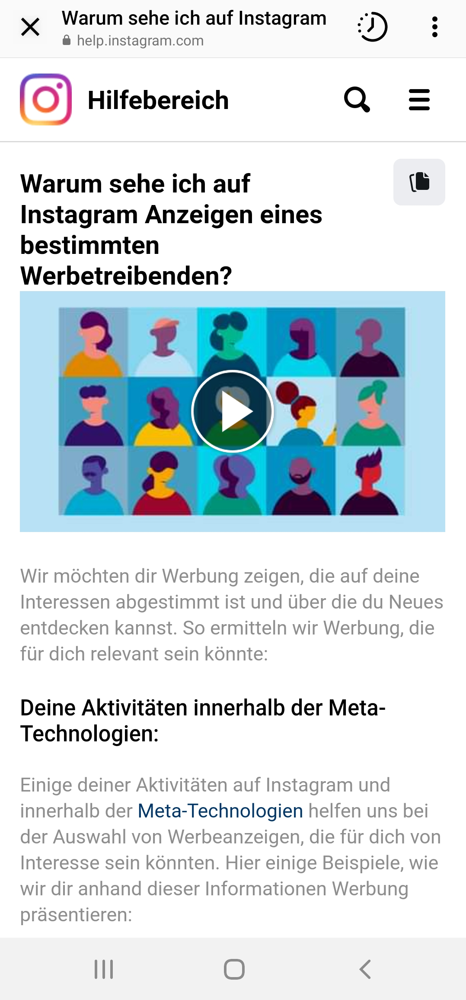 Warum sehe ich auf Instagram
help.instagram.com
Hilfebereich
Warum sehe ich auf
Instagram Anzeigen eines
bestimmten
Werbetreibenden?
Wir möchten dir Werbung zeigen, die auf deine
Interessen abgestimmt ist und über die du Neues
entdecken kannst. So ermitteln wir Werbung, die
für dich relevant sein könnte:
Deine Aktivitäten innerhalb der Meta-
Technologien:
Einige deiner Aktivitäten auf Instagram und
innerhalb der Meta-Technologien helfen uns bei
der Auswahl von Werbeanzeigen, die für dich von
Interesse sein könnten. Hier einige Beispiele, wie
wir dir anhand dieser Informationen Werbung
präsentieren: